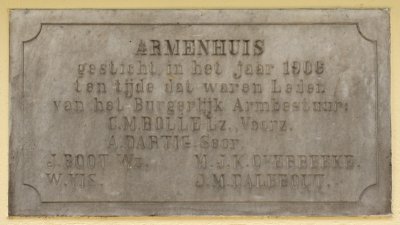 ARMENHUIS
gesticht in het jaar 1906
ten tijde dat waren Leden
van het Burgerlijk Armbestuur:
C.M. BOLLE Lz., Voorz.
A. DARTIG. Secr.
J. BOOT Wz. M.J.K. OVERBEEKE.
W. VIS. J.M. DALEBOUT.